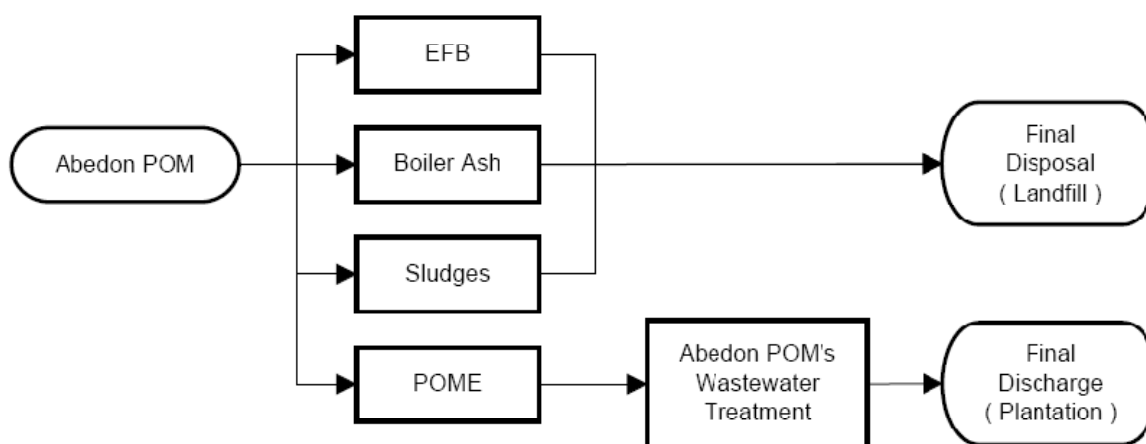 EFB
Abedon POM
Boiler Ash
Final
Disposal
( Landfill )
Sludges
POME
Abedon POM's
Wastewater
Treatment
Final
Discharge
( Plantation )